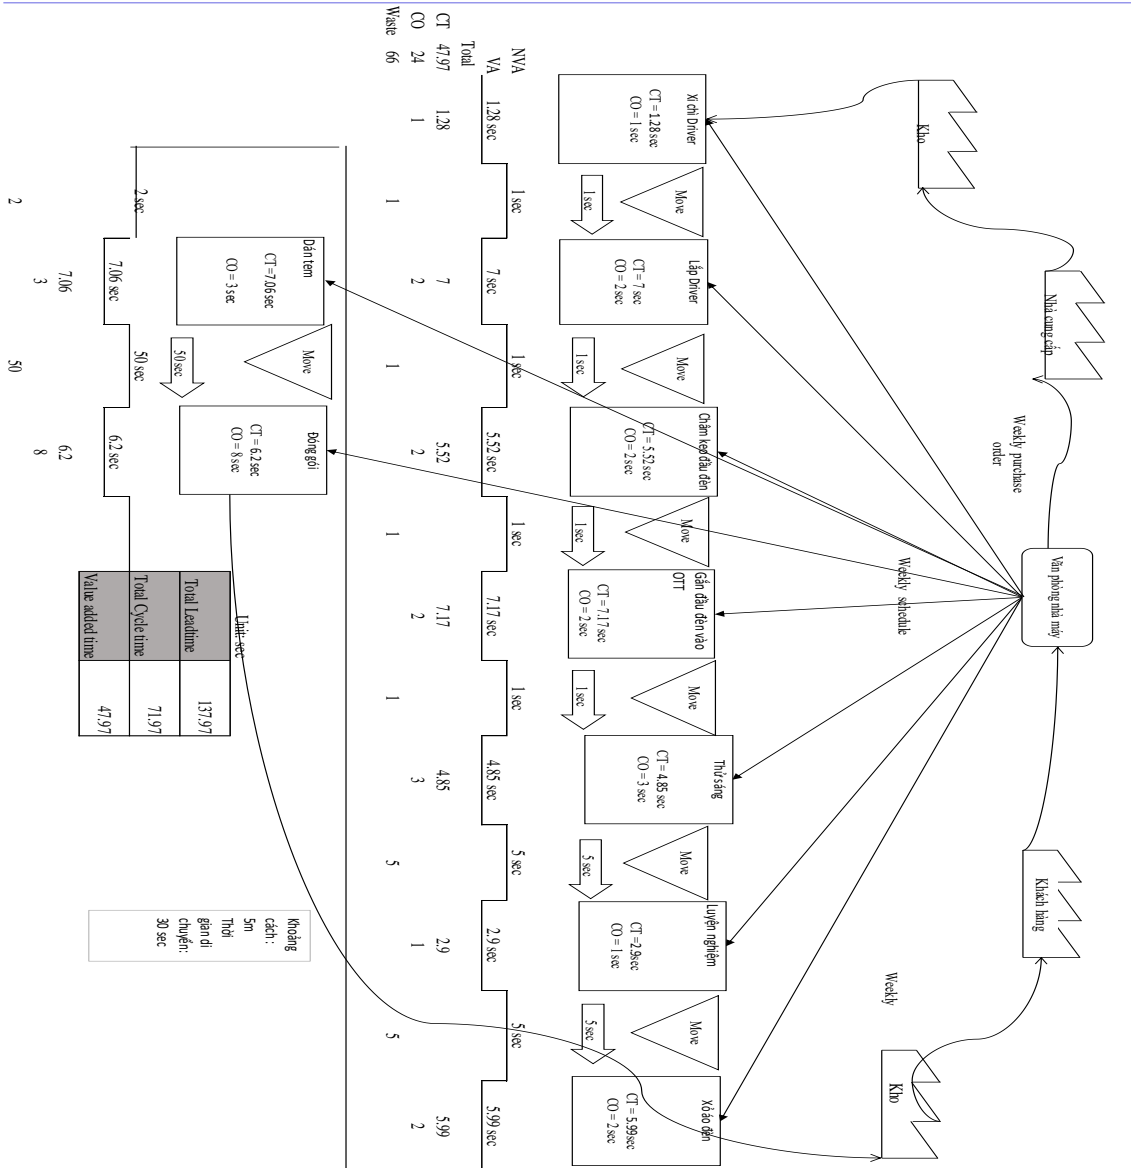 Nhà cung cấp
Văn phòng nhà máy
Khách hàng
Weekly purchase
order
Weekly
Kho
Kho
Weekly schedule
Xỉ chì Driver
CT = 1.28 sec
CO = 1 sec
Move
1 sec
Lắp Driver
CT = 7 sec
CO = 2 sec
Move
1 sec
Chấm keo đầu đèn
CT = 5.52 sec
CO = 2 sec
Move
1 sec
Gắn đầu đèn vào
OTT
CT = 7.17 sec
CO = 2 sec
Move
1 sec
Thử sáng
CT = 4.85 sec
CO = 3 sec
Move
5 sec
Luyện nghiệm
CT =2.9sec
CO = 1 sec
Move
5 sec
Xỏ áo đèn
CT = 5.99sec
CO = 2sec
NVA 1 sec 1 sec 1 sec 1 sec 5 sec 5 sec
VA 1.28 sec 7 sec 5.52 sec 7.17 sec 4.85 sec 2.9 sec 5.99 sec
Total
CT 47.97 1.28 7 5.52 7.17 4.85 2.9 5.99
CO 24 1 2 2 2 3 1 2
Waste 66 1 1 1 1 5 5
Dán tem
CT =7.06 sec
CO = 3 sec
Move
50 sec
Đóng gói
CT = 6.2 sec
CO = 8 sec
2 sec 50 sec
7.06 sec 6.2 sec
7.06 6.2
3 8
2 50
Unit: sec
Total Leadtime 137.97
Total Cycle time 71.97
Value added time 47.97
Khoảng
cách :
5m
Thời
gian di
chuyển:
30 sec